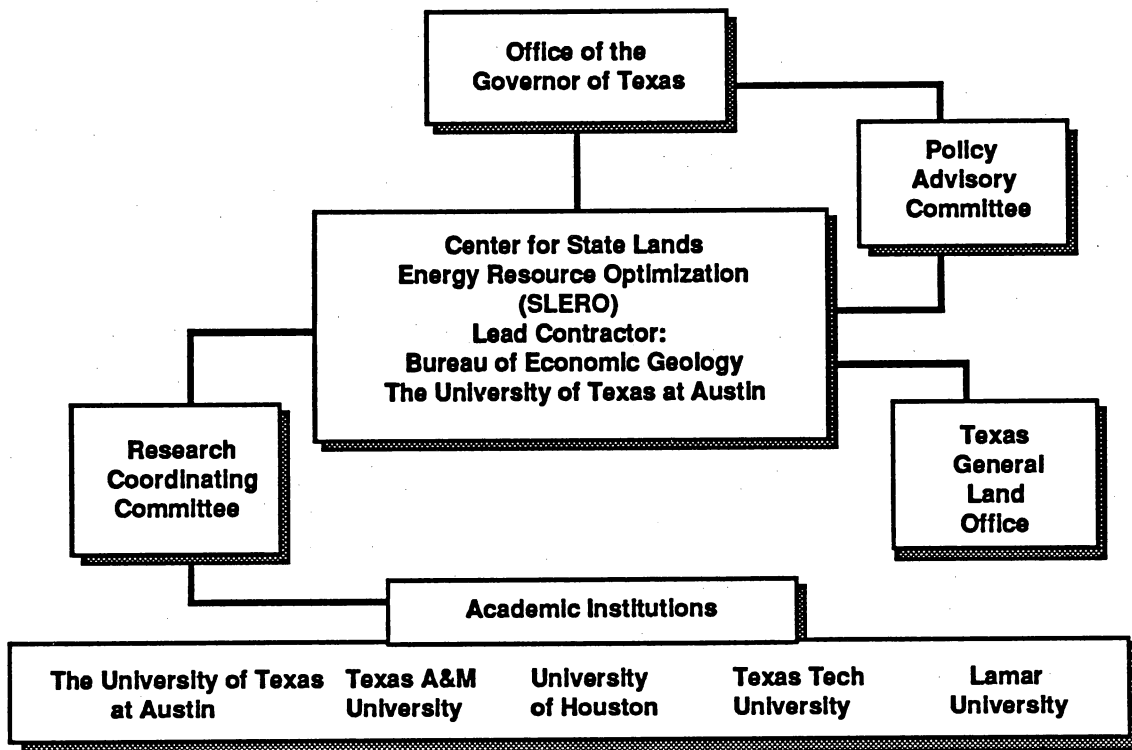 Office of the
Governor of Texas
Policy
Advisory
Committee
Center for State Lands
Energy Resource Optimization
(SLERO)
Lead Contractor:
Bureau of Economic Geology
The University of Texas at Austin
Research
Coordinating
Committee
Texas
General
Land
Office
Academic Institutions
The University of Texas
at Austin
Texas A&M
University
University
of Houston
Texas Tech
University
Lamar
University